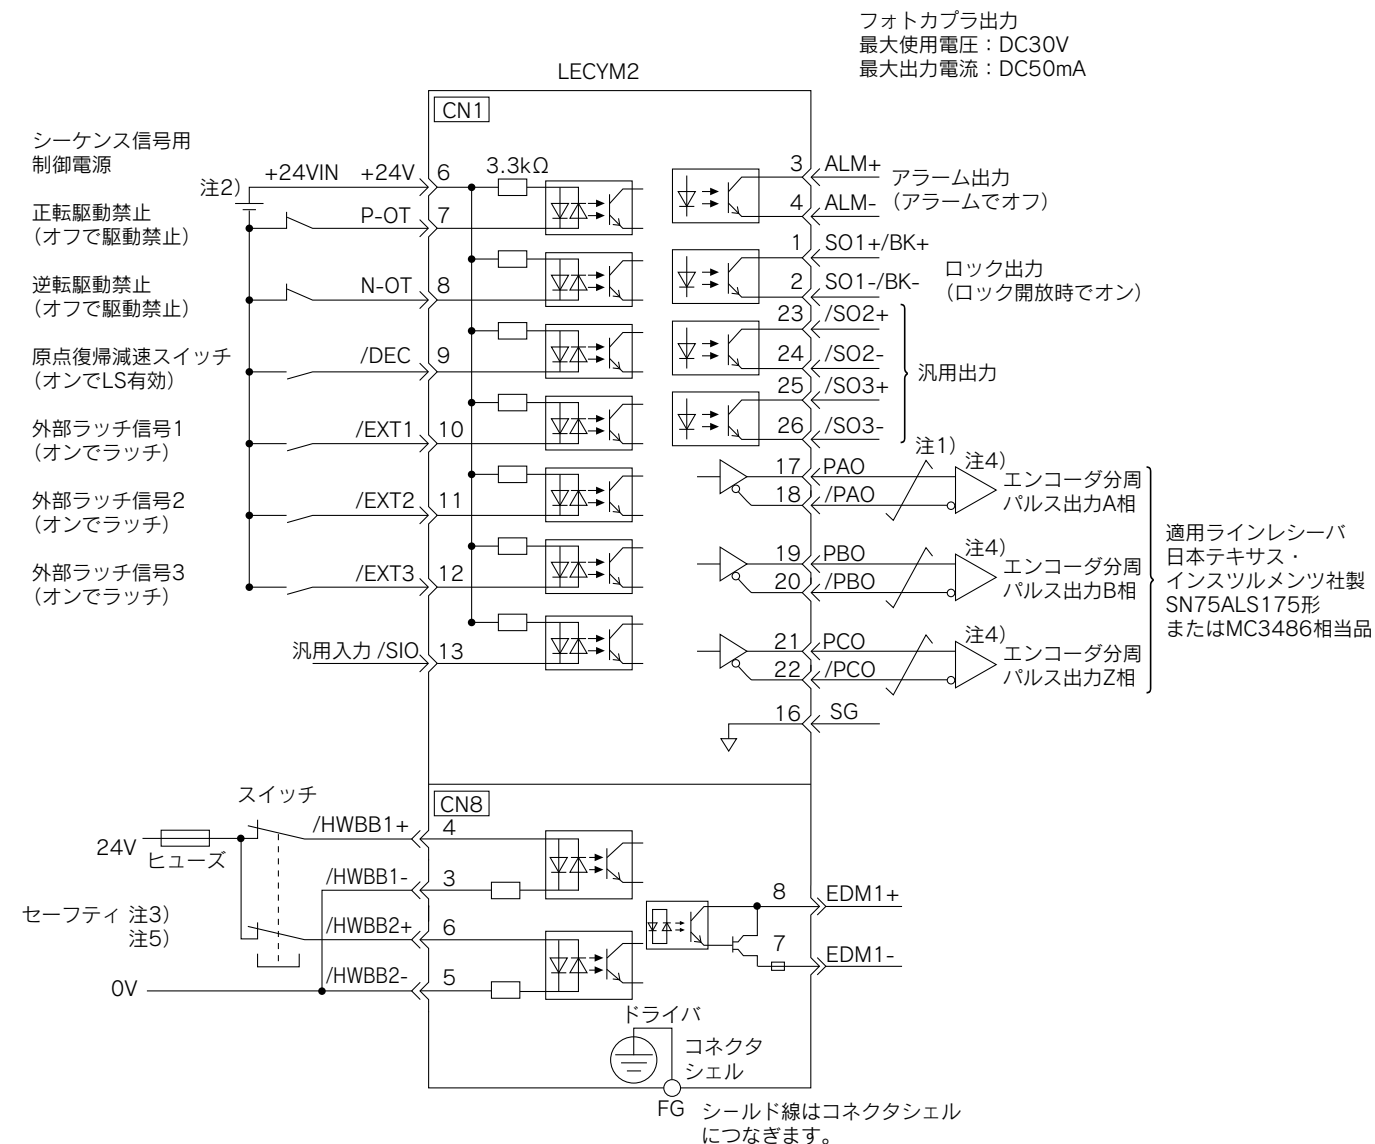 フォトカプラ出力
最大使用電圧：DC30V
最大出力電流：DC50mA
LECYM2
CN1
シーケンス信号用
制御電源
注2）
+24VIN
+24V
6
3.3kΩ
正転駆動禁止
（オフで駆動禁止）
P-OT
7
逆転駆動禁止
（オフで駆動禁止）
N-OT
8
原点復帰減速スイッチ
（オンでLS有効）
/DEC
9
外部ラッチ信号1
（オンでラッチ）
/EXT1
10
外部ラッチ信号2
（オンでラッチ）
/EXT2
11
外部ラッチ信号3
（オンでラッチ）
/EXT3
12
汎用入力 /SIO
13
3
ALM+
4
ALM-
アラーム出力
（アラームでオフ）
1
SO1+/BK+
2
SO1-/BK-
ロック出力
（ロック開放時でオン）
23
/SO2+
24
/SO2-
25
/SO3+
26
/SO3-
汎用出力
注1）
17
PAO
18
/PAO
注4）
エンコーダ分周
パルス出力A相
19
PBO
20
/PBO
注4）
エンコーダ分周
パルス出力B相
21
PCO
22
/PCO
注4）
エンコーダ分周
パルス出力Z相
適用ラインレシーバ
日本テキサス・
インスツルメンツ社製
SN75ALS175形
またはMC3486相当品
16
SG
CN8
スイッチ
24V
ヒューズ
/HWBB1+
4
/HWBB1-
3
セーフティ 注3）
注5）
/HWBB2+
6
/HWBB2-
5
0V
8
EDM1+
7
EDM1-
ドライバ
コネクタ
シェル
FG
シールド線はコネクタシェル
につなぎます。